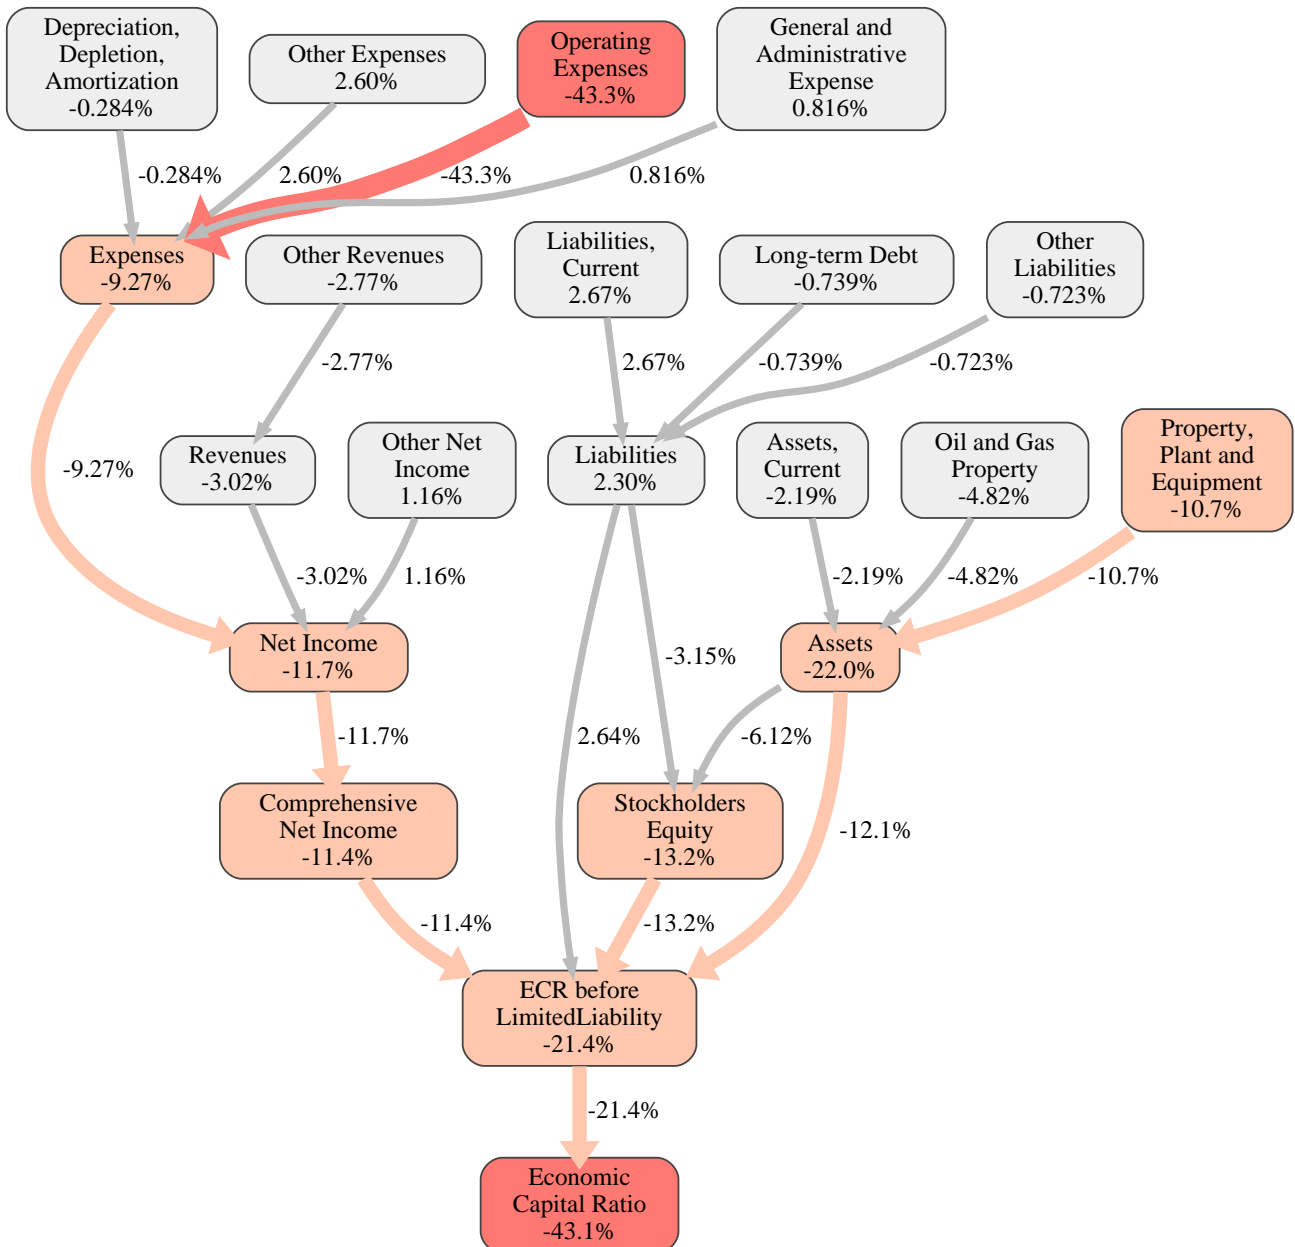 Depreciation,
Depletion,
Amortization
-0.284%
Other Expenses
2.60%
Operating
Expenses
-43.3%
General and
Administrative
Expense
0.816%
-0.284%
2.60%
-43.3%
0.816%
Expenses
-9.27%
Other Revenues
-2.77%
Liabilities,
Current
2.67%
Long-term Debt
-0.739%
Other
Liabilities
-0.723%
-2.77%
2.67%
-0.739%
-0.723%
-9.27%
Revenues
-3.02%
Other Net
Income
1.16%
Liabilities
2.30%
Assets,
Current
-2.19%
Oil and Gas
Property
-4.82%
Property,
Plant and
Equipment
-10.7%
-3.02%
1.16%
-2.19%
-4.82%
-10.7%
Net Income
-11.7%
-3.15%
Assets
-22.0%
-11.7%
2.64%
-6.12%
Comprehensive
Net Income
-11.4%
Stockholders
Equity
-13.2%
-12.1%
-11.4%
-13.2%
ECR before
LimitedLiability
-21.4%
-21.4%
Economic
Capital Ratio
-43.1%